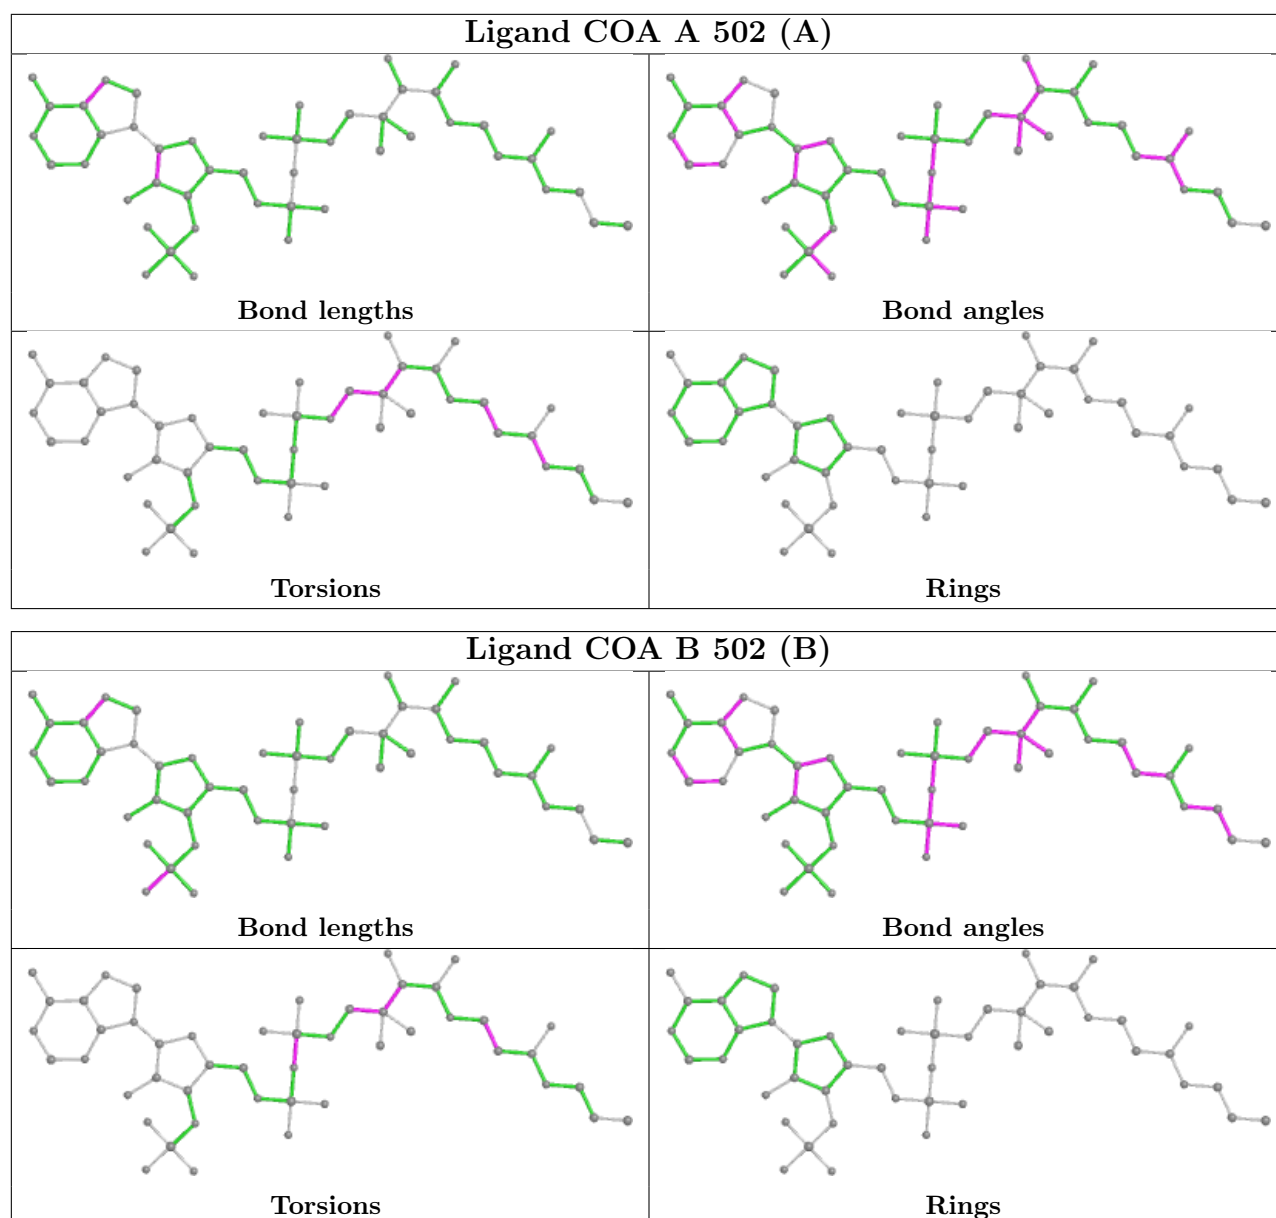 Ligand COA A 502 (A)
Bond lengths
Bond angles
Torsions
Rings
Ligand COA B 502 (B)
Bond lengths
Bond angles
Torsions
Rings